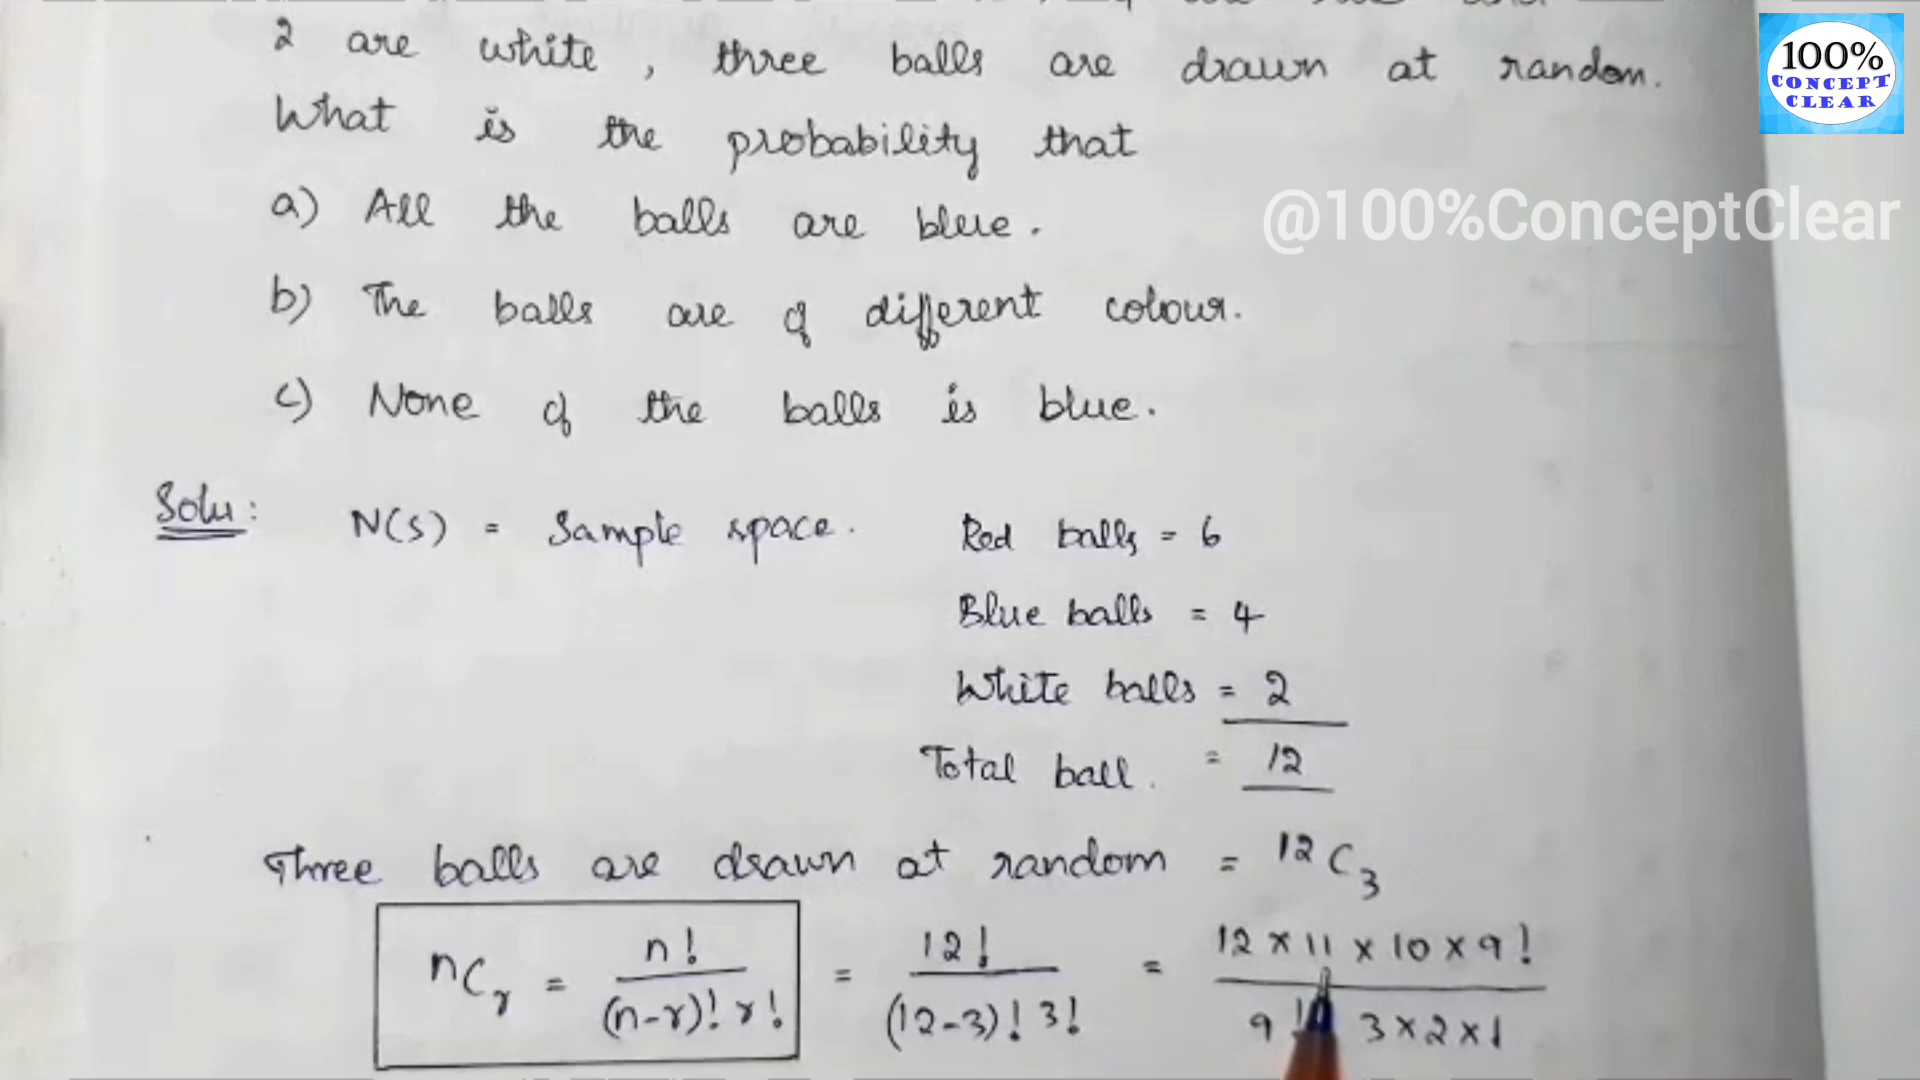 2 are white , three balls are drawn at random.
What is the probability that
a) All the balls are blue.
b) The balls are of different colour.
c) None of the balls is blue.
Solu: N(S) = Sample space.
Red balls = 6
Blue balls = 4
White balls = 2
Total ball. = 12
Three balls are drawn at random = 12 C 3
nCr = n! / (n-r)! r! = 12! / (12-3)! 3! = 12 × 11 × 10 × 9! / 9! 3×2×1
100%
CONCEPT
CLEAR
@100%ConceptClear